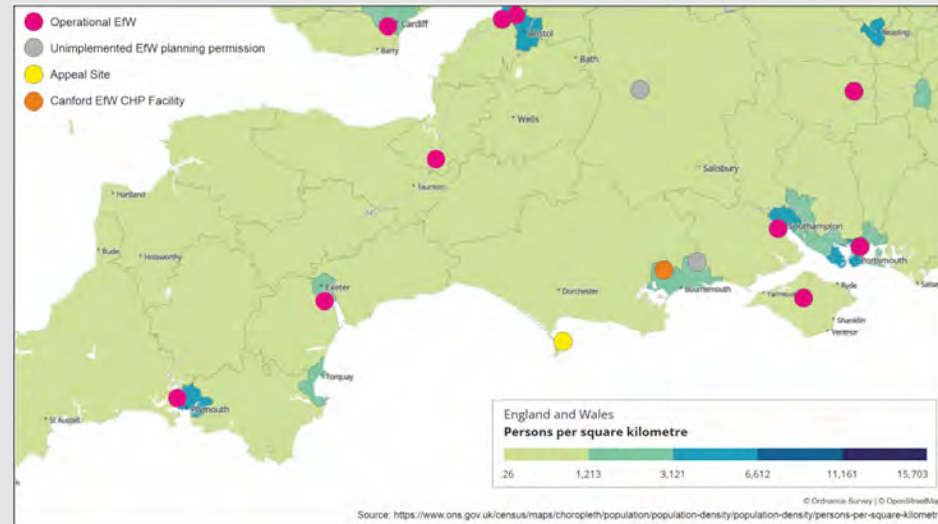 Operational EfW
Unimplemented EfW planning permission
Appeal Site
Canford EfW CHP Facility
Cardiff
Barry
Bristol
Bath
Reading
Wells
Salisbury
Taunton
Hartland
Bude
Holsworthy
Southampton
Portsmouth
Exeter
Dorchester
Bournemouth
Yarmou
Ryde
Shanklin
Ventnor
Torquay
Plymouth
St Austell
England and Wales
Persons per square kilometre
26 1,213 3,121 6,612 11,161 15,703
© Ordnance Survey | © OpenStreetMa
Source: https://www.ons.gov.uk/census/maps/choropleth/population/population-density/population-density/persons-per-square-kilometr